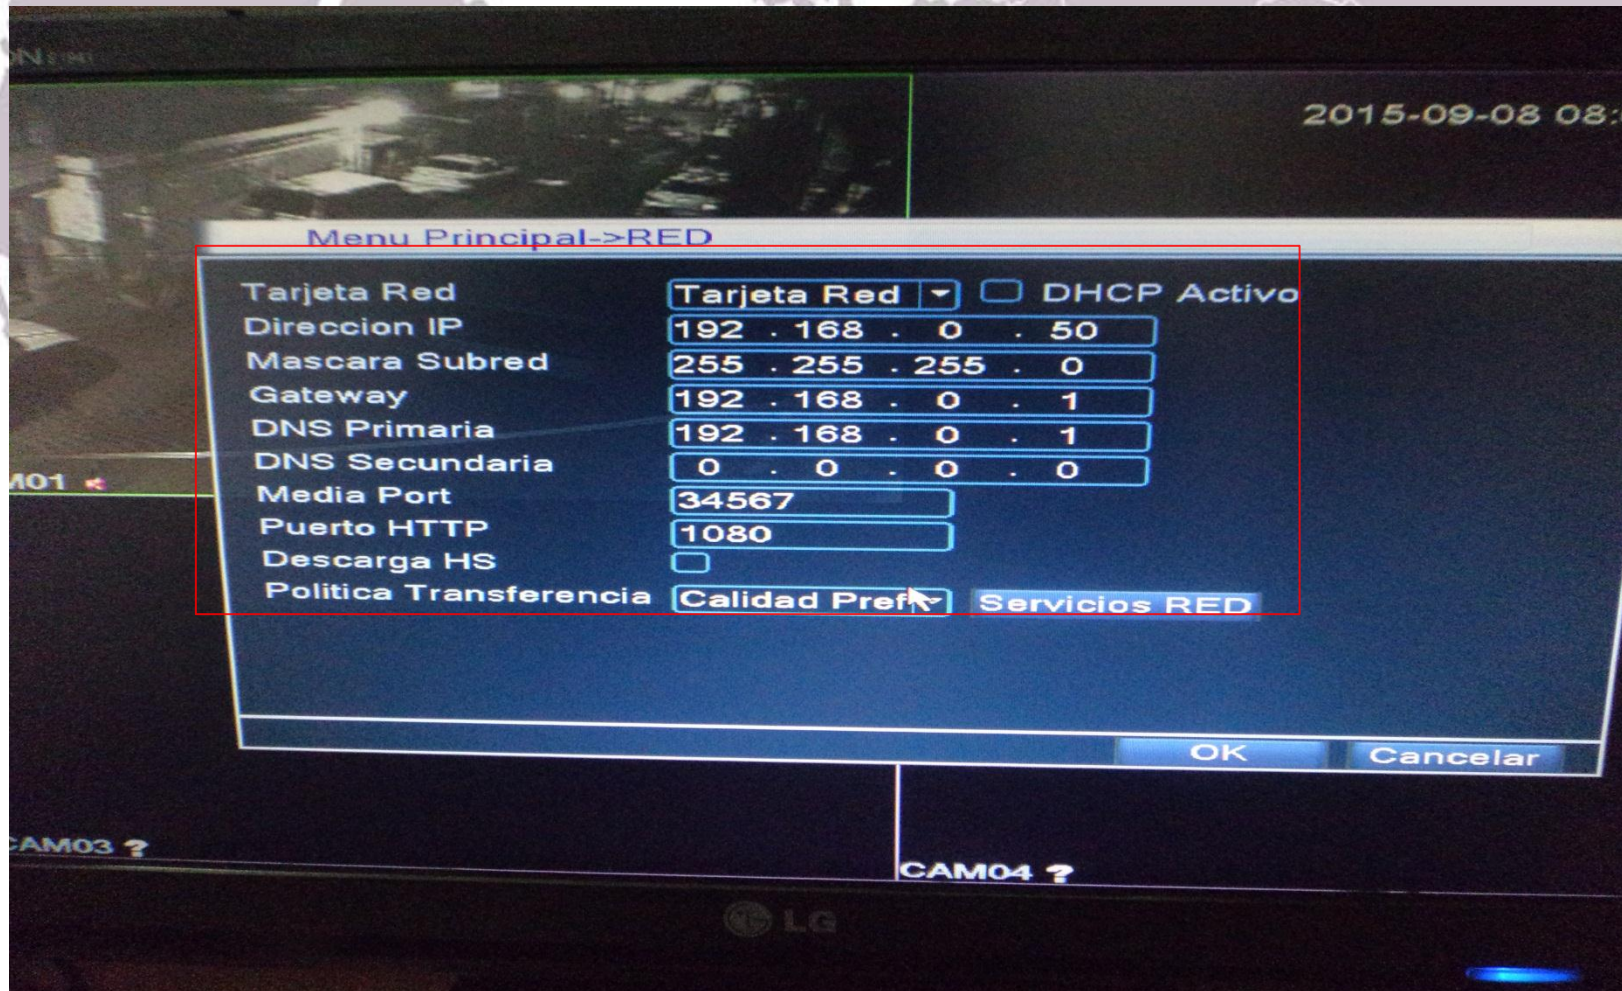 2015-09-08 08:
Menu Principal->RED
Tarjeta Red Tarjeta Red DHCP Activo
Direccion IP 192 . 168 . 0 . 50
Mascara Subred 255 . 255 . 255 . 0
Gateway 192 . 168 . 0 . 1
DNS Primaria 192 . 168 . 0 . 1
DNS Secundaria 0 . 0 . 0 . 0
Media Port 34567
Puerto HTTP 1080
Descarga HS
Politica Transferencia Calidad Pref Servicios RED
M01
OK Cancelar
CAM03 ?
CAM04 ?
LG